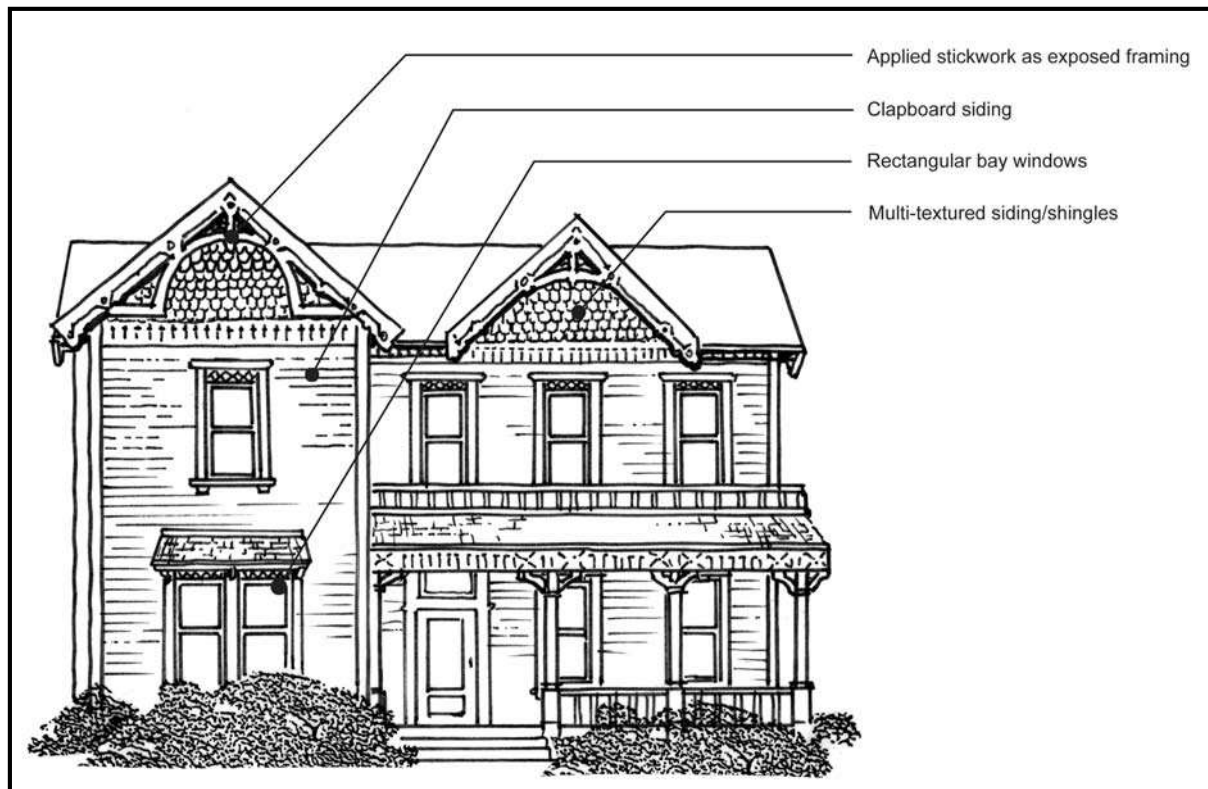 Applied stickwork as exposed framing
Clapboard siding
Rectangular bay windows
Multi-textured siding/shingles